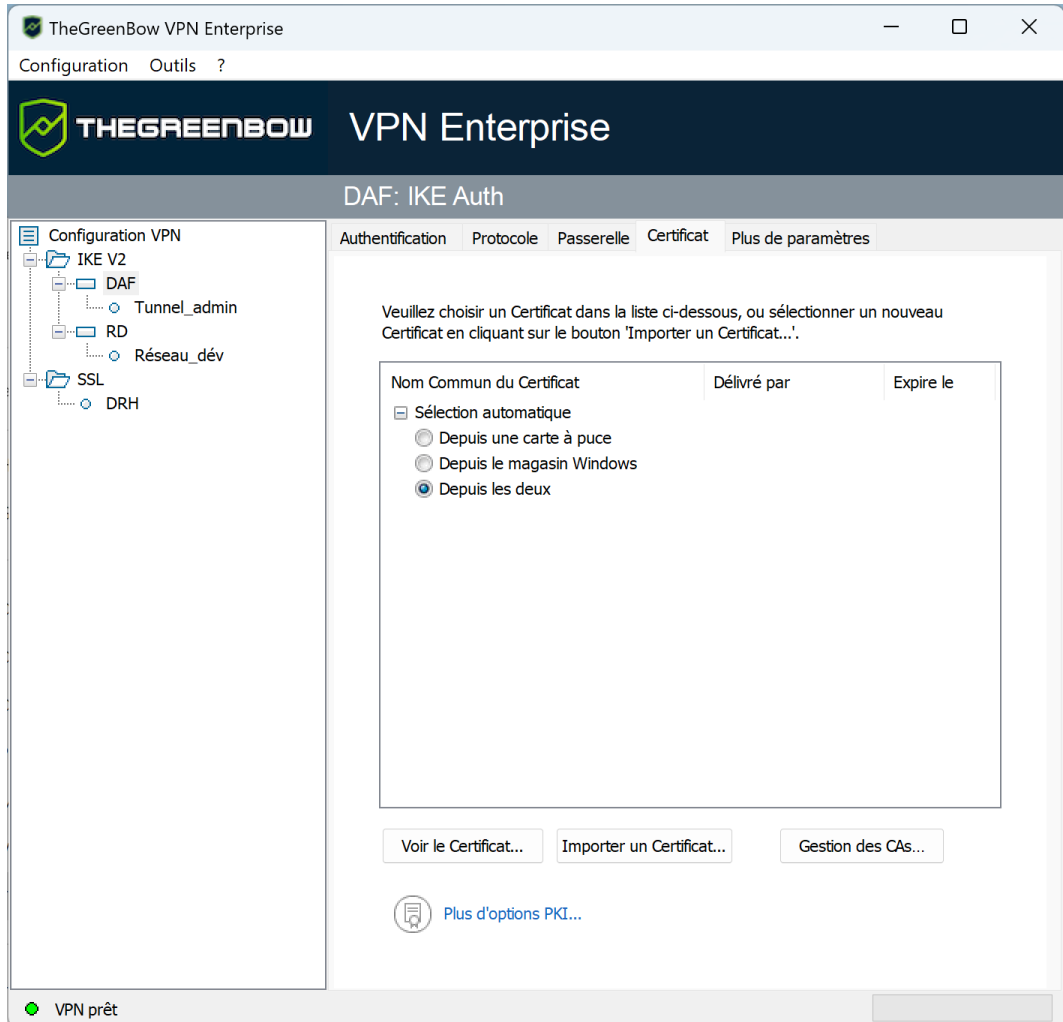 TheGreenBow VPN Enterprise
Configuration Outils ?
THEGREENBOW VPN Enterprise
DAF: IKE Auth
Configuration VPN
IKE V2
DAF
Tunnel_admin
RD
Réseau_dév
SSL
DRH
Authentification Protocole Passerelle Certificat Plus de paramètres
Veuillez choisir un Certificat dans la liste ci-dessous, ou sélectionner un nouveau
Certificat en cliquant sur le bouton 'Importer un Certificat...'.
Nom Commun du Certificat Délivré par Expire le
Sélection automatique
Depuis une carte à puce
Depuis le magasin Windows
Depuis les deux
Voir le Certificat... Importer un Certificat... Gestion des CAs...
Plus d'options PKI...
VPN prêt